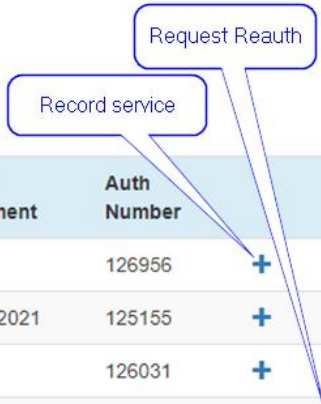 Request Reauth
Record service
Auth
ment Number
126956 +
2021 125155 +
126031 +